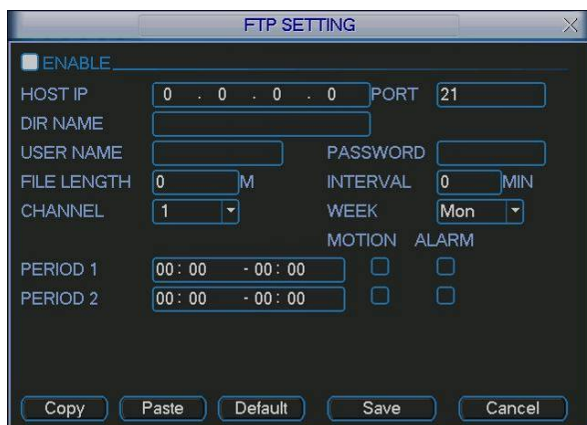 FTP SETTING
ENABLE
HOST IP 0 . 0 . 0 . 0 PORT 21
DIR NAME
USER NAME PASSWORD
FILE LENGTH 0 M INTERVAL 0 MIN
CHANNEL 1 WEEK Mon
MOTION ALARM
PERIOD 1 00: 00 - 00: 00
PERIOD 2 00: 00 - 00: 00
Copy Paste Default Save Cancel